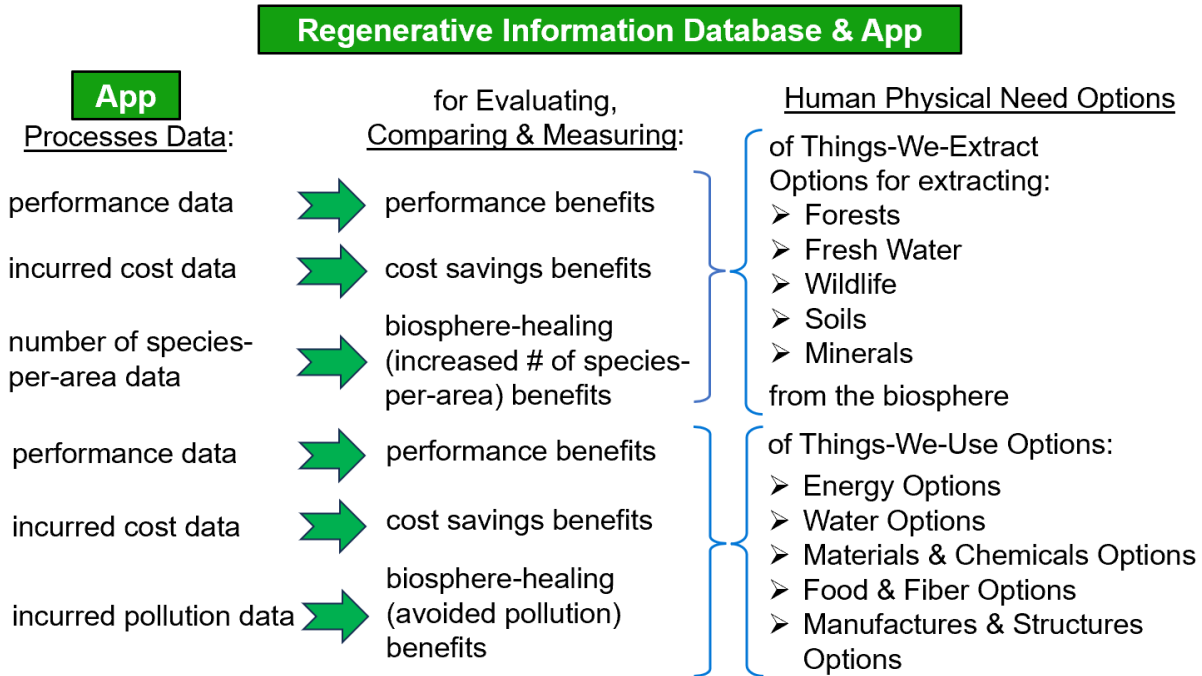 Regenerative Information Database & App
App
Processes Data:
for Evaluating,
Comparing & Measuring:
Human Physical Need Options
performance data
performance benefits
incurred cost data
cost savings benefits
number of species-
per-area data
biosphere-healing
(increased # of species-
per-area) benefits
of Things-We-Extract
Options for extracting:
➢ Forests
➢ Fresh Water
➢ Wildlife
➢ Soils
➢ Minerals
from the biosphere
performance data
performance benefits
incurred cost data
cost savings benefits
incurred pollution data
biosphere-healing
(avoided pollution)
benefits
of Things-We-Use Options:
➢ Energy Options
➢ Water Options
➢ Materials & Chemicals Options
➢ Food & Fiber Options
➢ Manufactures & Structures
Options